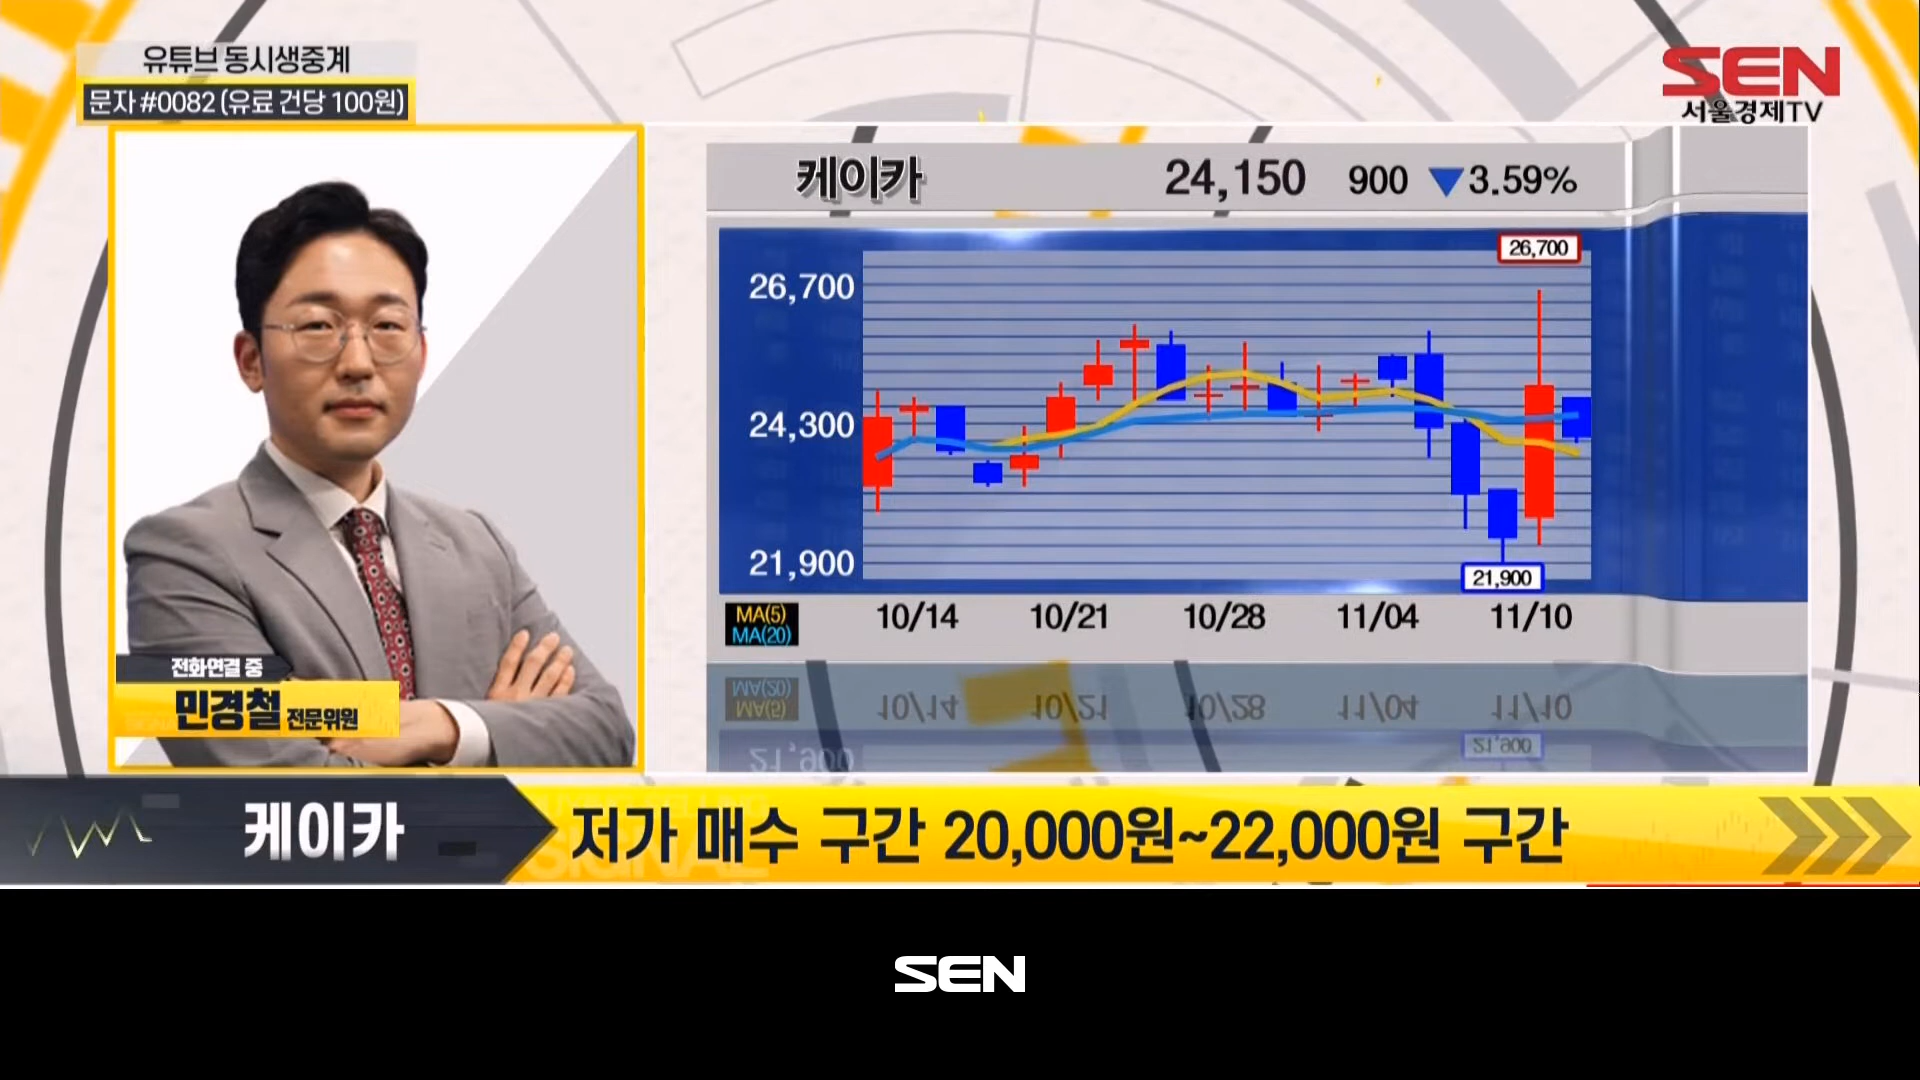 유튜브 동시생중계
문자 #0082 (유료 건당 100원)
SEN
서울경제TV
케이카 24,150 900 ▼3.59%
26,700
26,700
24,300
21,900
21,900
MA(5)
MA(20)
10/14 10/21 10/28 11/04 11/10
전화연결 중
민경철 전문위원
케이카
저가 매수 구간 20,000원~22,000원 구간
SEN